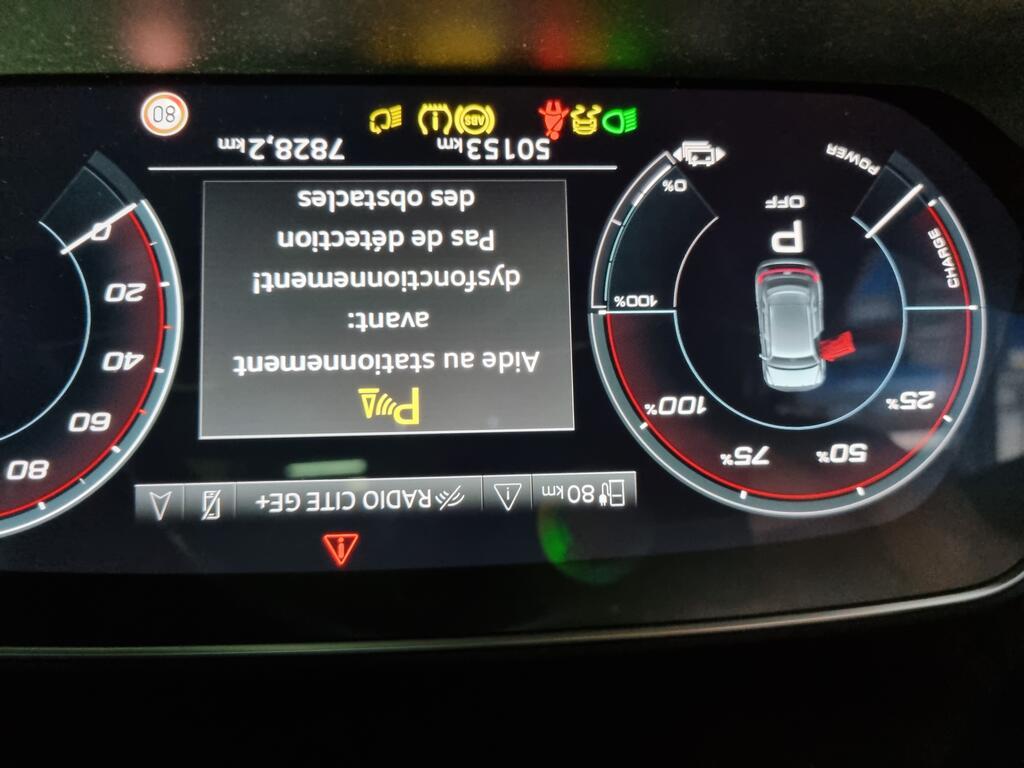 80 km
RADIO CITE GE+
Aide au stationnement
avant:
dysfonctionnement!
Pas de détection
des obstacles
50153 km
7828,2 km
25%
50%
75%
100%
100%
0%
CHARGE
POWER
P
OFF
P
80
60
40
20
0
ABS
80